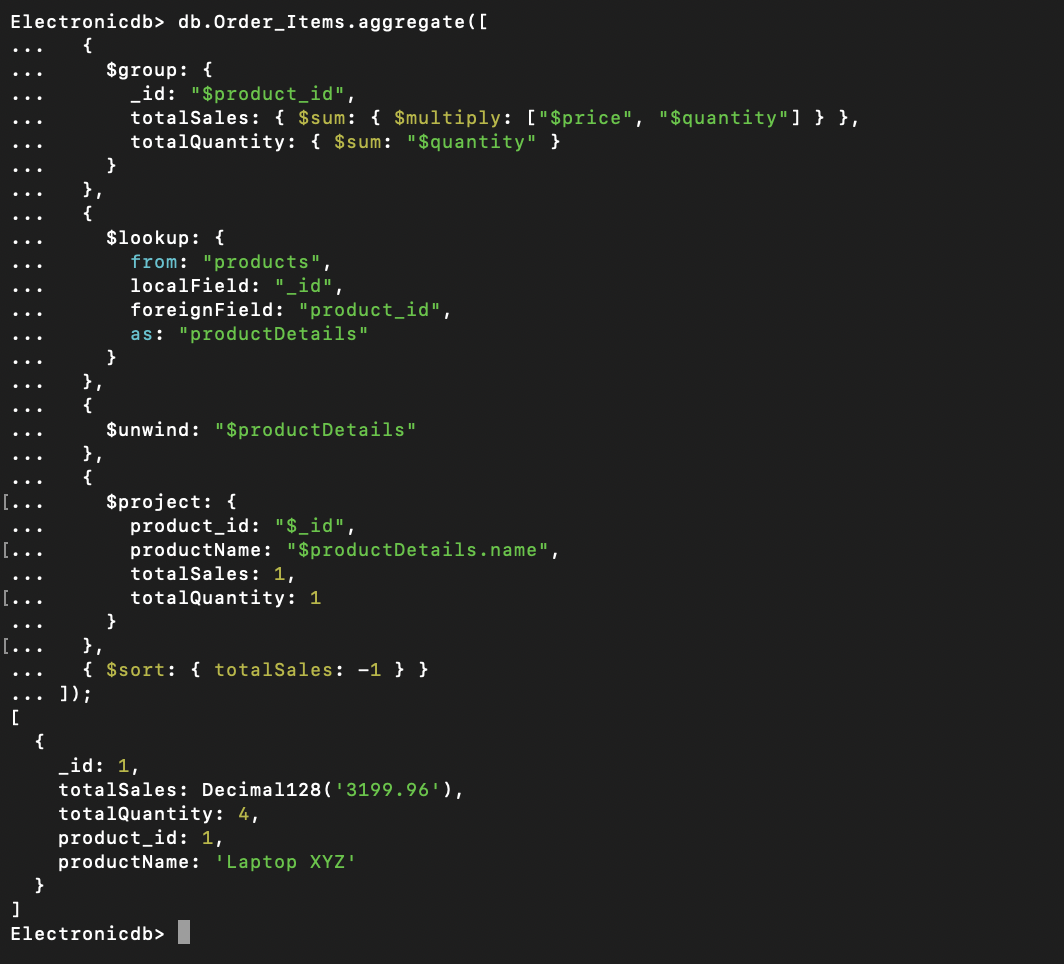 Electronicdb> db.Order_Items.aggregate([
...   {
...     $group: {
...       _id: "$product_id",
...       totalSales: { $sum: { $multiply: ["$price", "$quantity"] } },
...       totalQuantity: { $sum: "$quantity" }
...     }
...   },
...   {
...     $lookup: {
...       from: "products",
...       localField: "_id",
...       foreignField: "product_id",
...       as: "productDetails"
...     }
...   },
...   {
...     $unwind: "$productDetails"
...   },
...   {
[...     $project: {
...       product_id: "$_id",
[...       productName: "$productDetails.name",
...       totalSales: 1,
[...       totalQuantity: 1
...     }
[...   },
...   { $sort: { totalSales: -1 } }
... ]);
[
  {
    _id: 1,
    totalSales: Decimal128('3199.96'),
    totalQuantity: 4,
    product_id: 1,
    productName: 'Laptop XYZ'
  }
]
Electronicdb>